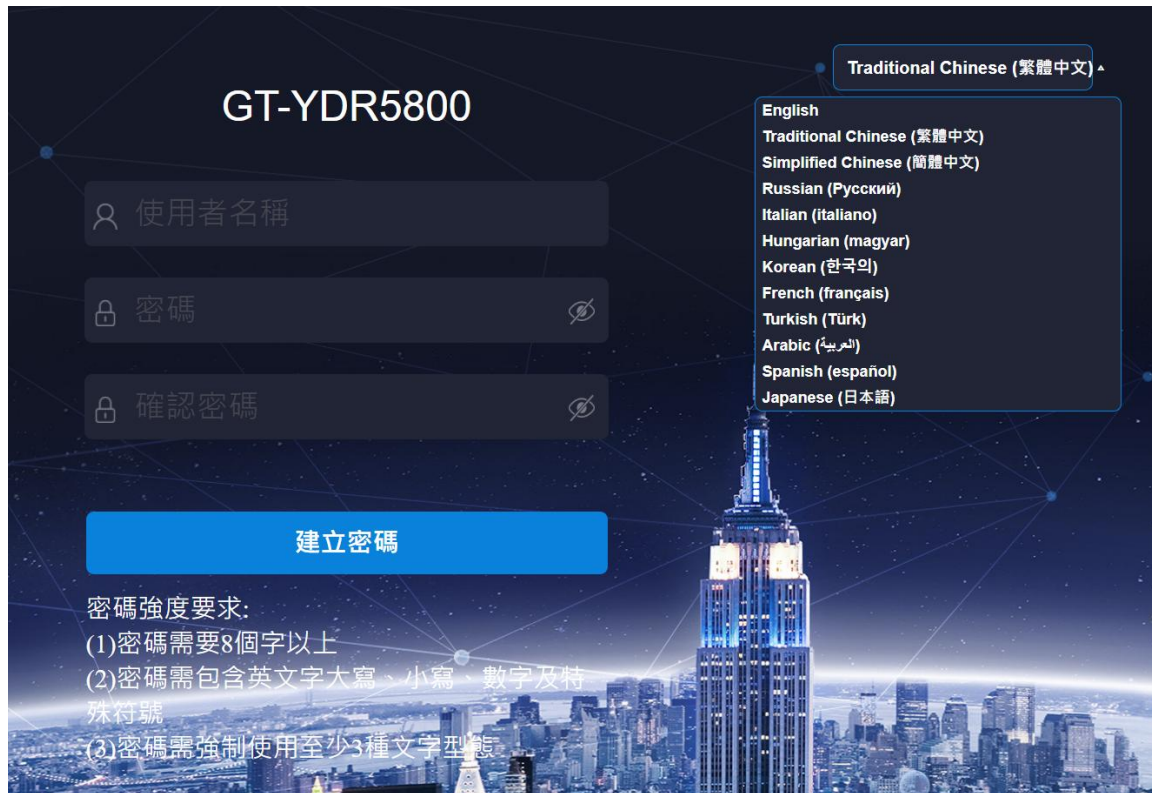 GT-YDR5800
使用者名稱
密碼
確認密碼
建立密碼
密碼強度要求:
(1)密碼需要8個字以上
(2)密碼需包含英文字大寫、小寫、數字及特
殊符號
(3)密碼需強制使用至少3種文字型態
Traditional Chinese (繁體中文)
English
Traditional Chinese (繁體中文)
Simplified Chinese (簡體中文)
Russian (Русский)
Italian (italiano)
Hungarian (magyar)
Korean (한국의)
French (français)
Turkish (Türk)
Arabic (العربية)
Spanish (español)
Japanese (日本語)